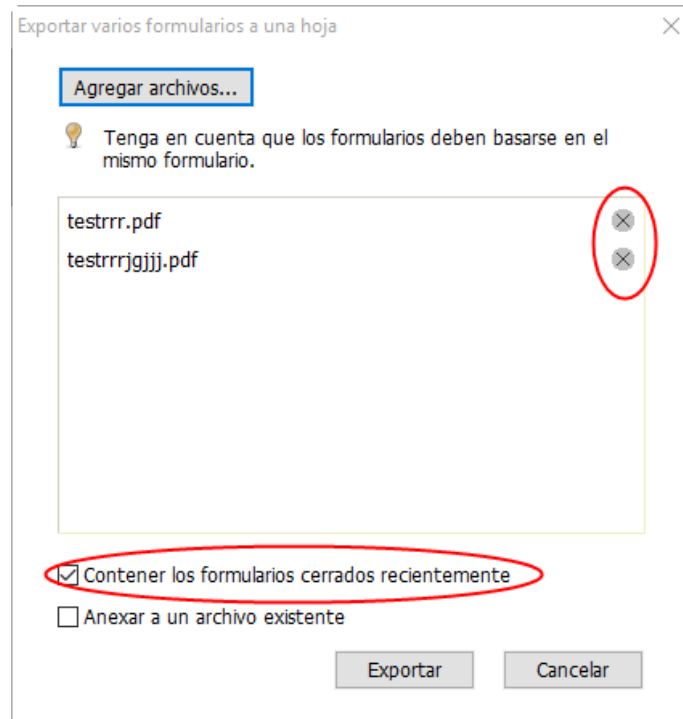 Exportar varios formularios a una hoja
Agregar archivos...
Tenga en cuenta que los formularios deben basarse en el
mismo formulario.
testrrr.pdf
testrrrjgjjj.pdf
Contener los formularios cerrados recientemente
Anexar a un archivo existente
Exportar
Cancelar